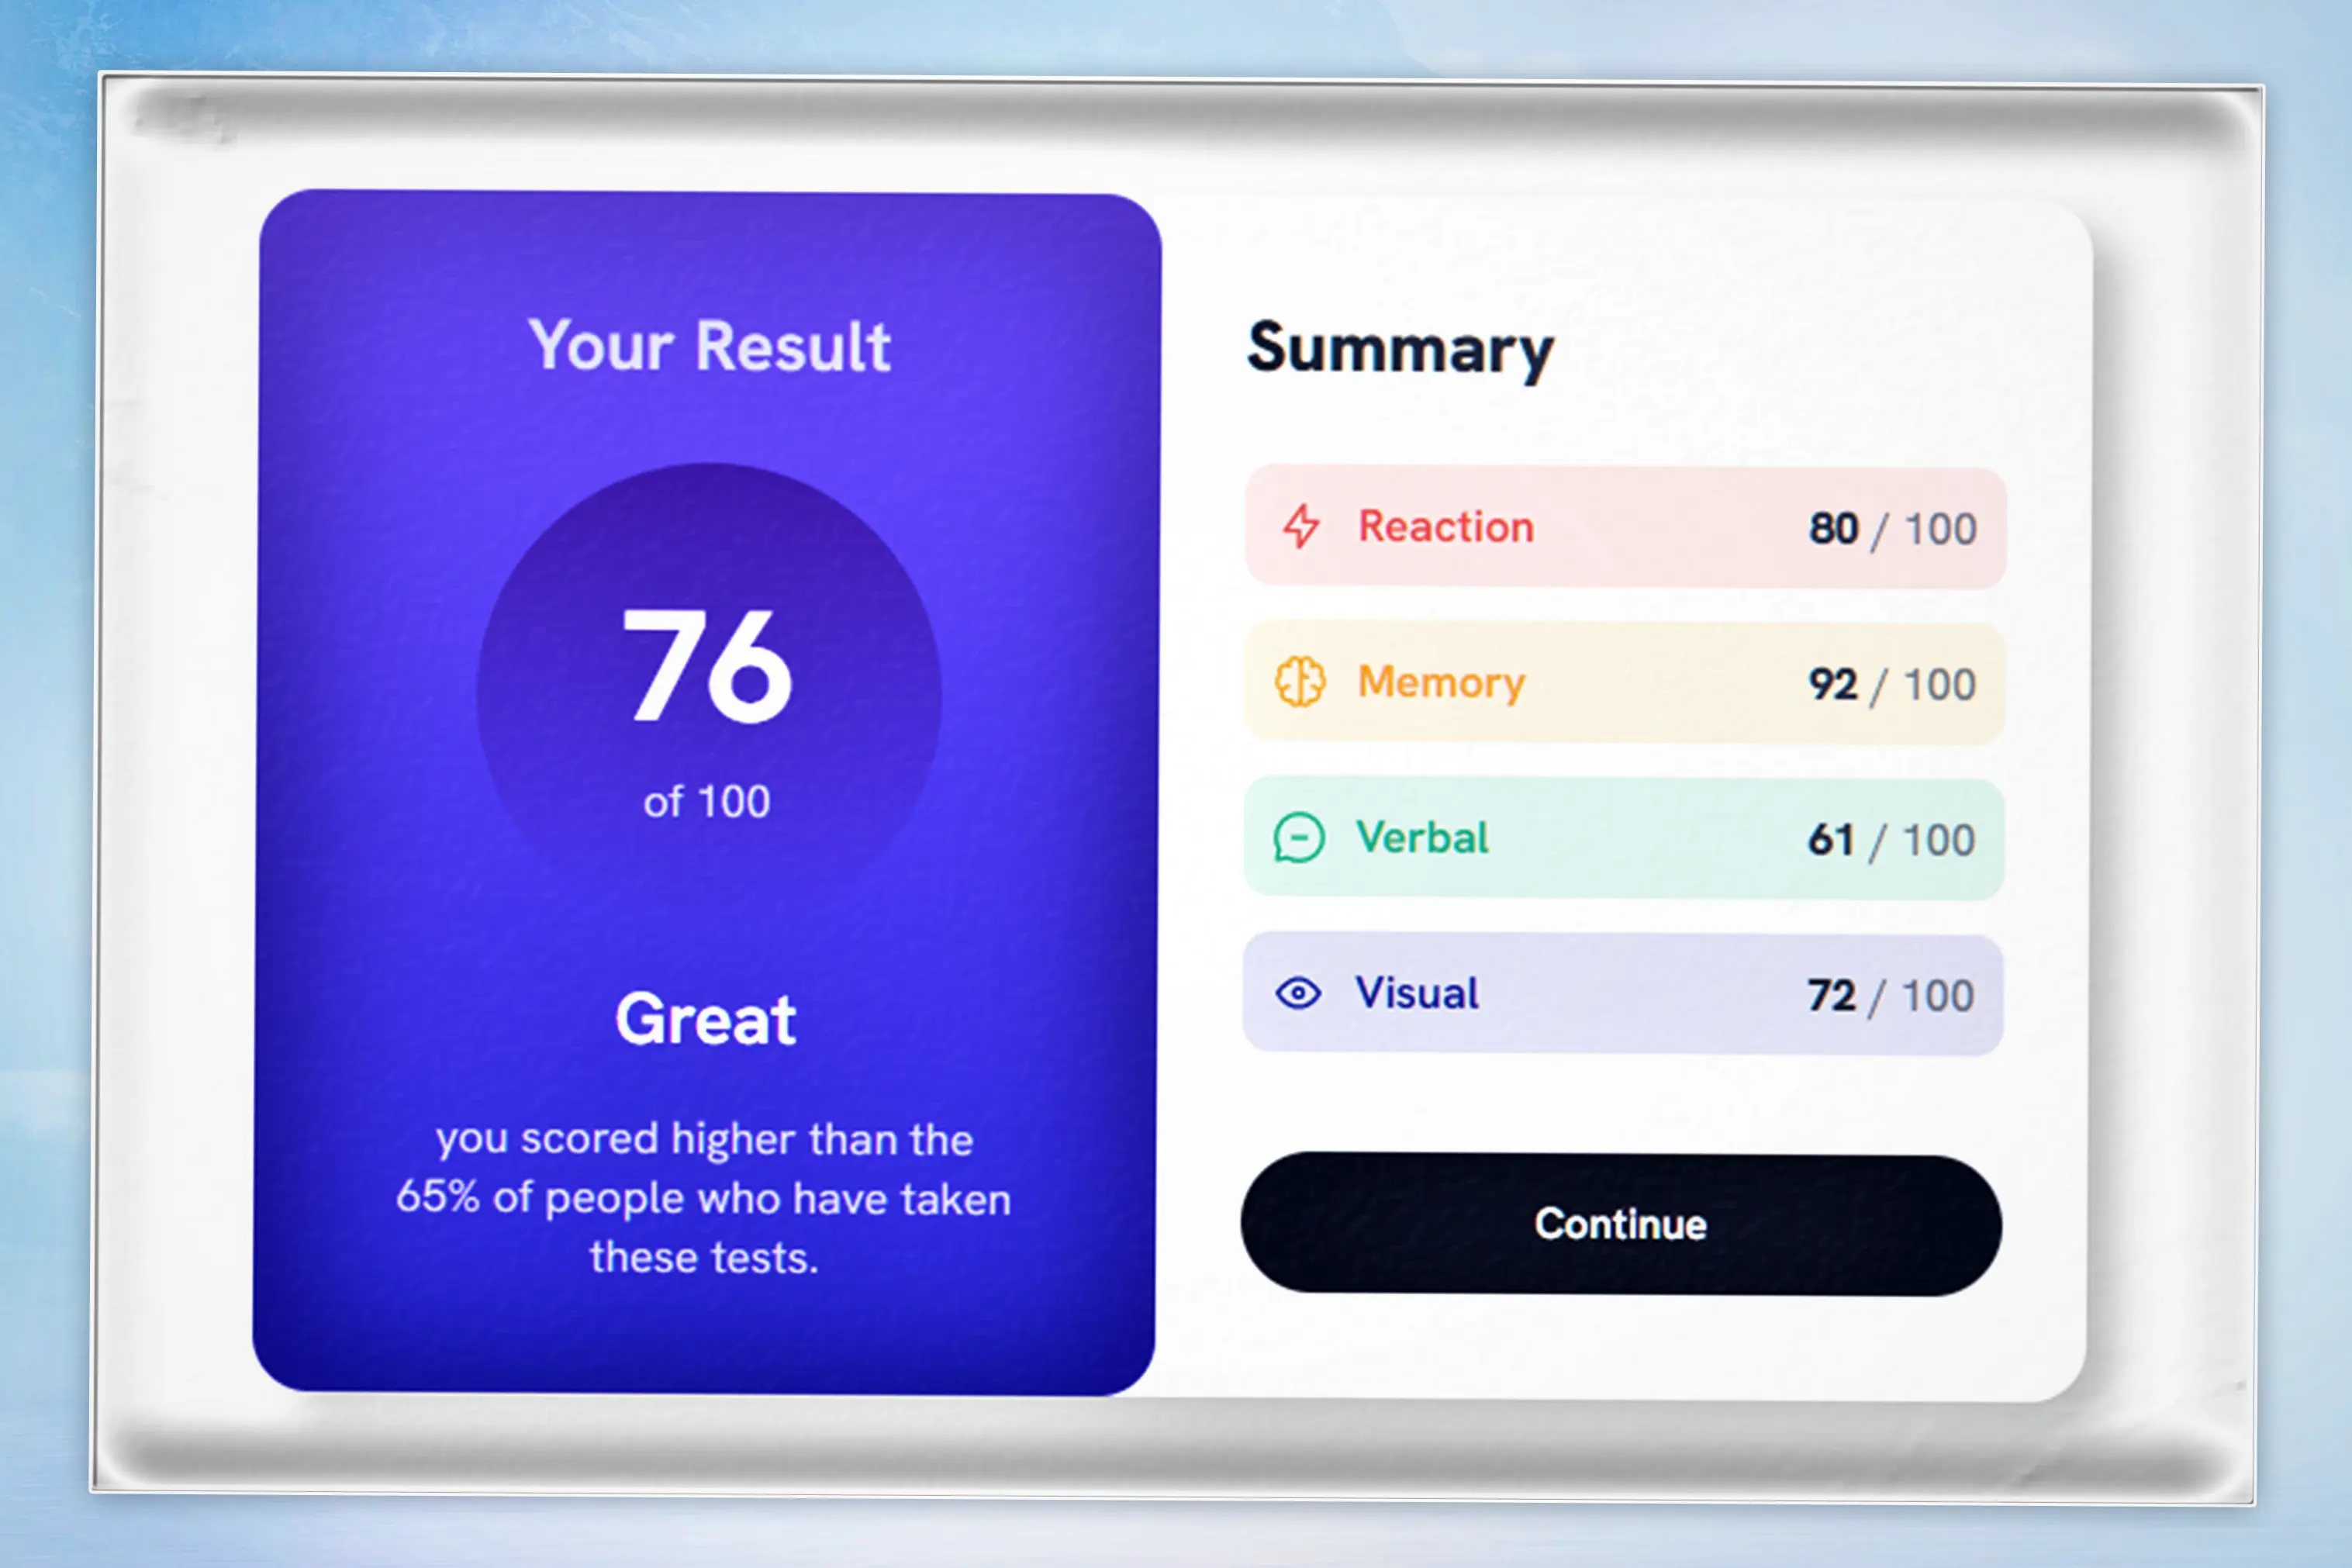 Your Result
76
of 100
Great
you scored higher than the
65% of people who have taken
these tests.
Summary
Reaction 80 / 100
Memory 92 / 100
Verbal 61 / 100
Visual 72 / 100
Continue